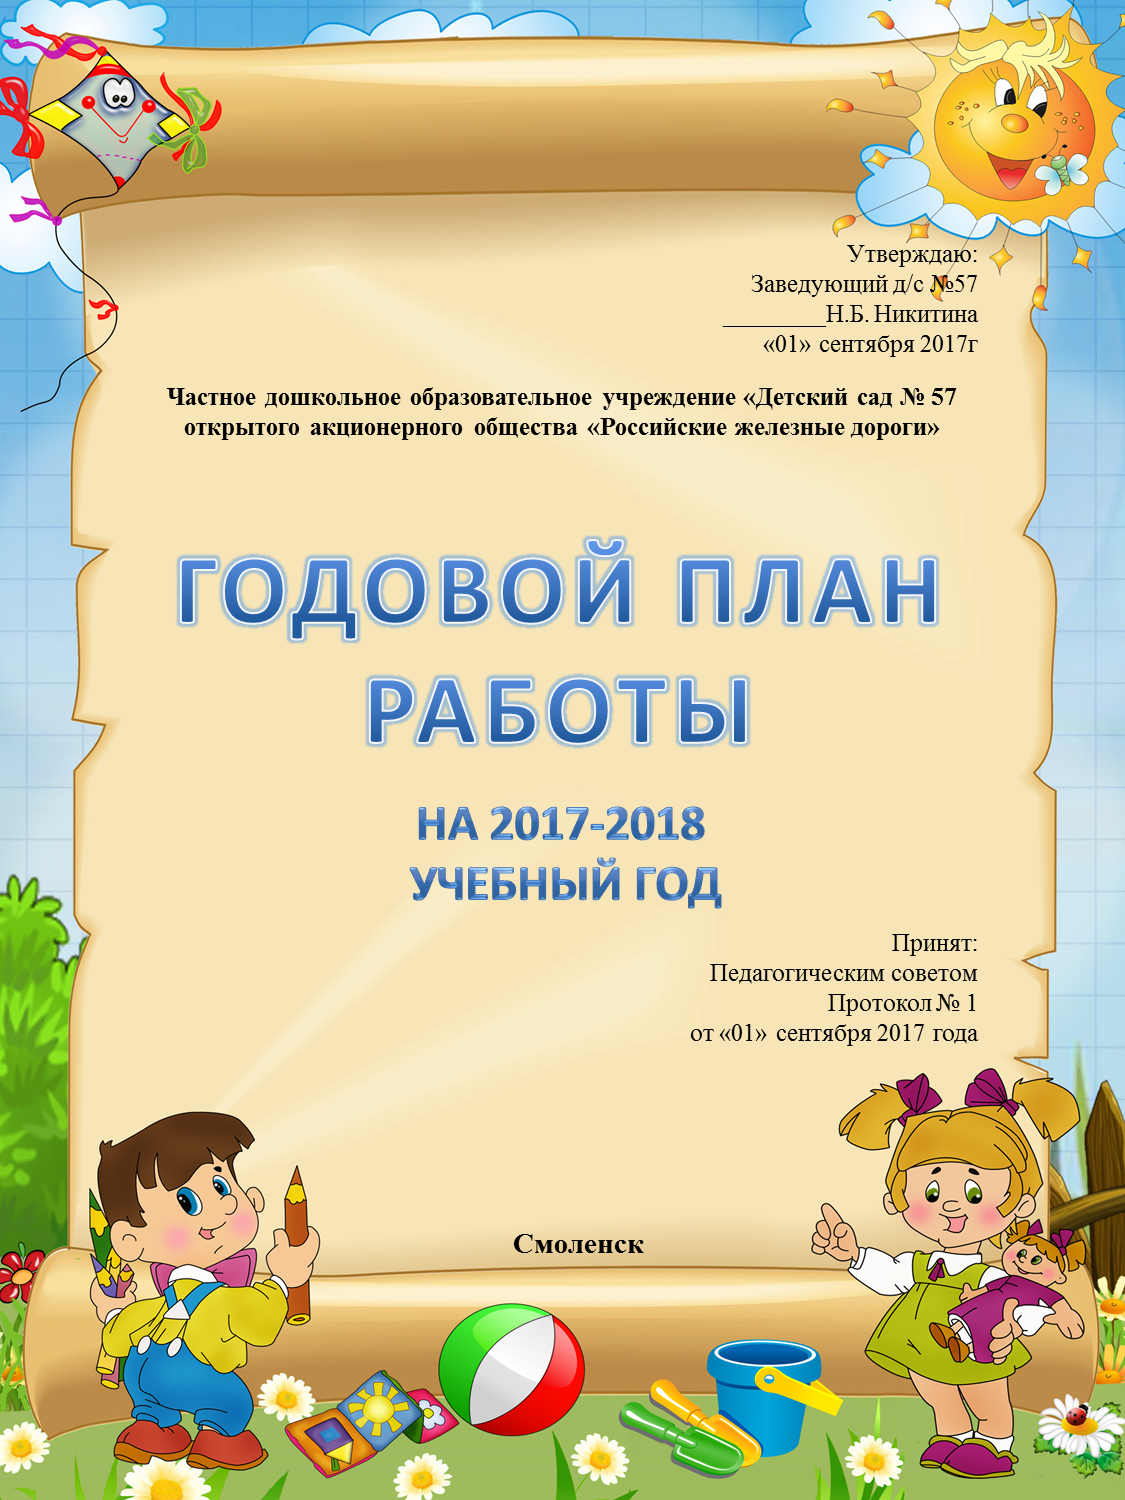 Утверждаю:
Заведующий д/с №57
_________Н.Б. Никитина
«01» сентября 2017г
Частное дошкольное образовательное учреждение «Детский сад № 57
открытого акционерного общества «Российские железные дороги»
ГОДОВОЙ ПЛАН
РАБОТЫ
НА 2017-2018
УЧЕБНЫЙ ГОД
Принят:
Педагогическим советом
Протокол № 1
от «01» сентября 2017 года
Смоленск